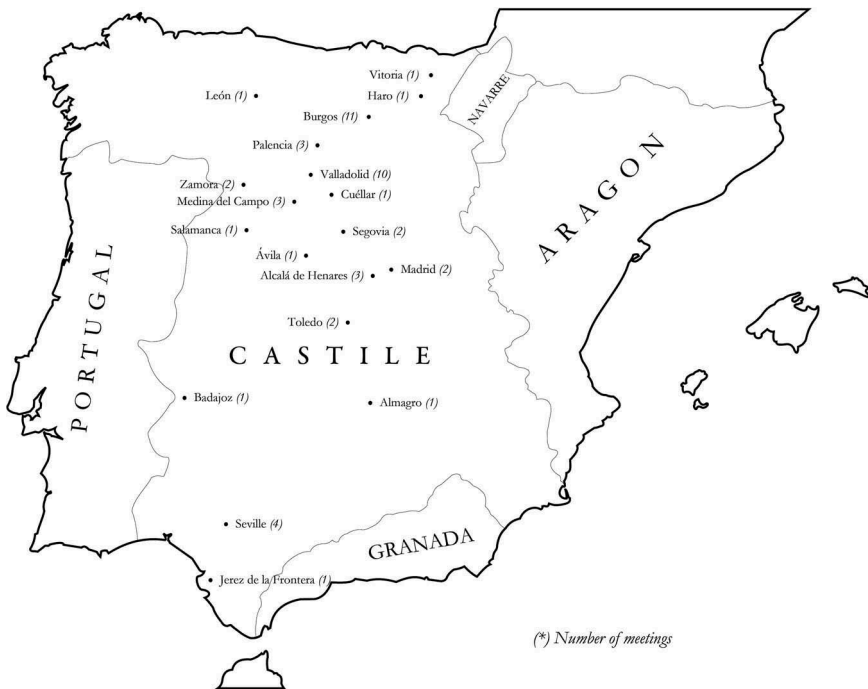 Vitoria (1)
NAVARRE
León (1)
Haro (1)
Burgos (11)
Palencia (3)
Valladolid (10)
Zamora (2)
Cuéllar (1)
Medina del Campo (3)
Salamanca (1)
Segovia (2)
ARAGON
Ávila (1)
Madrid (2)
Alcalá de Henares (3)
Toledo (2)
CASTILE
PORTUGAL
Badajoz (1)
Almagro (1)
Seville (4)
GRANADA
Jerez de la Frontera (1)
(*) Number of meetings